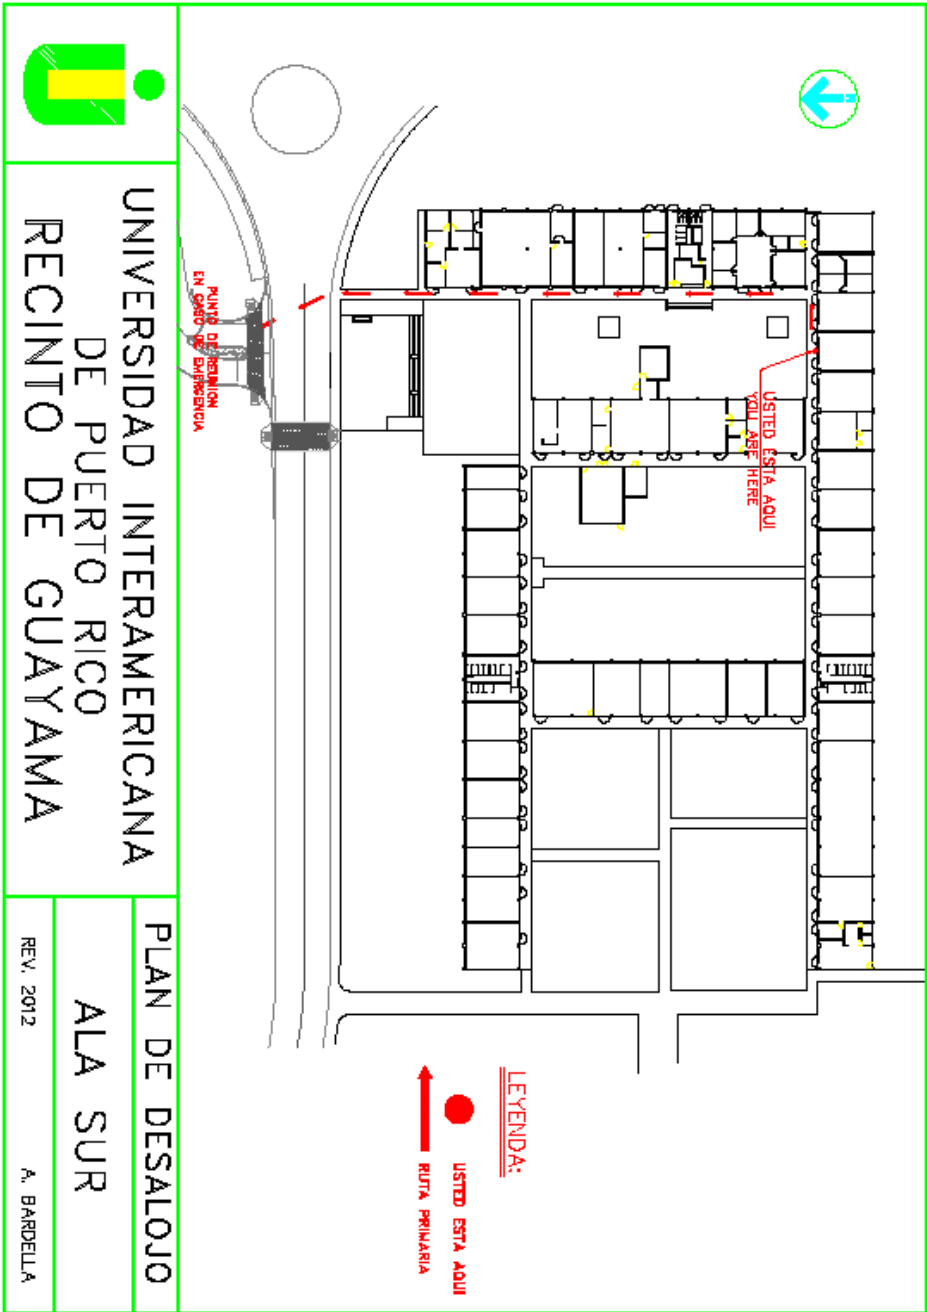 USTED ESTA AQUI
YOU ARE HERE
PUNTO DE REUNION
EN CASO DE EMERGENCIA
LEYENDA:
USTED ESTA AQUI
RUTA PRIMARIA
UNIVERSIDAD INTERAMERICANA
DE PUERTO RICO
RECINTO DE GUAYAMA
PLAN DE DESALOJO
ALA SUR
REV. 2012
A. BARDELLA